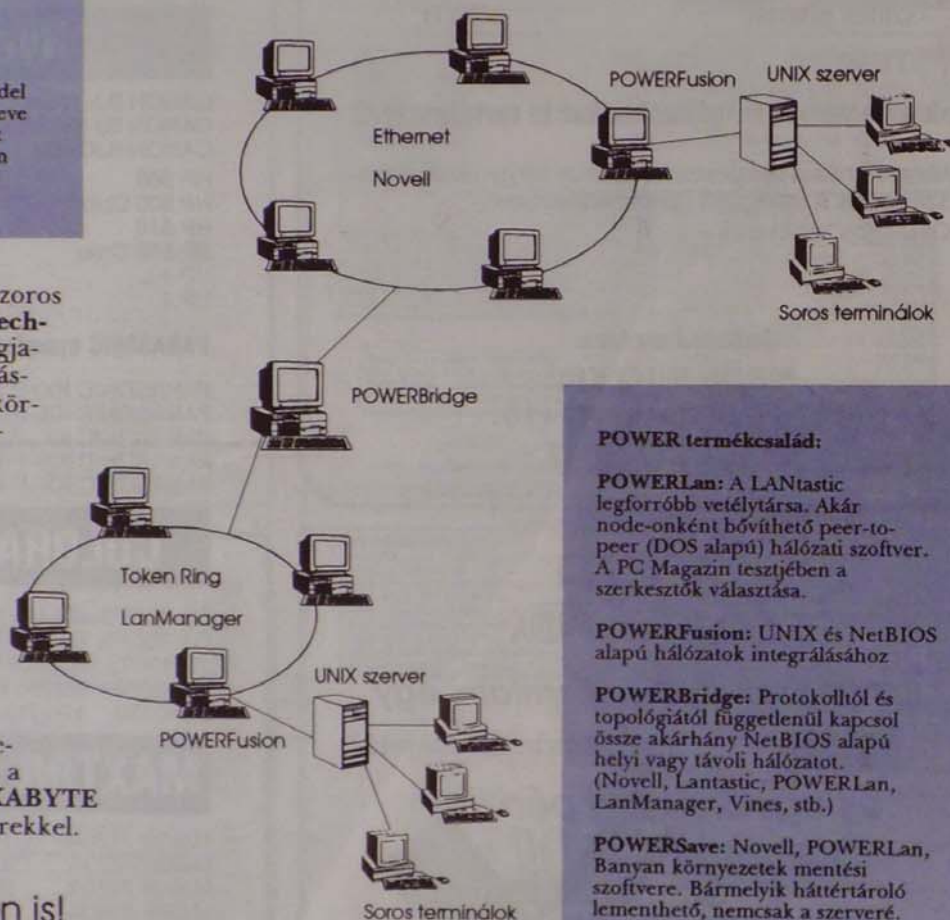 del
eve
POWERFusion
UNIX szerver
Ethernet
Novell
Soros terminálok
zoros
ech-
gja-
ás-
kör-
POWERBridge
Token Ring
LanManager
UNIX szerver
POWERFusion
Soros terminálok
e-
a
KABYTE
rekkel.
n is!
POWER termékcsalád:
POWERLan: A LANtastic
legforróbb vetélytársa. Akár
node-onként bővíthető peer-to-
peer (DOS alapú) hálózati szoftver.
A PC Magazin tesztjében a
szerkesztők választása.
POWERFusion: UNIX és NetBIOS
alapú hálózatok integrálásához
POWERBridge: Protokolltól és
topológiától függetlenül kapcsol
össze akárhány NetBIOS alapú
helyi vagy távoli hálózatot.
(Novell, Lantastic, POWERLan,
LanManager, Vines, stb.)
POWERSave: Novell, POWERLan,
Banyan környezetek mentési
szoftvere. Bármelyik háttértároló
lementhető, nemcsak a szerveré.